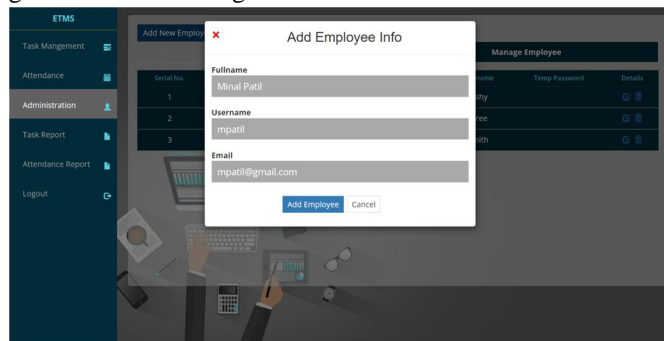 ETMS
Task Mangement
Attendance
Administration
Task Report
Attendance Report
Logout
Add New Employ
Manage Employee
Serial No.
name
Temp Password
Details
1
shy
2
ree
3
nith
×
Add Employee Info
Fullname
Minal Patil
Username
mpatil
Email
mpatil@gmail.com
Add Employee
Cancel